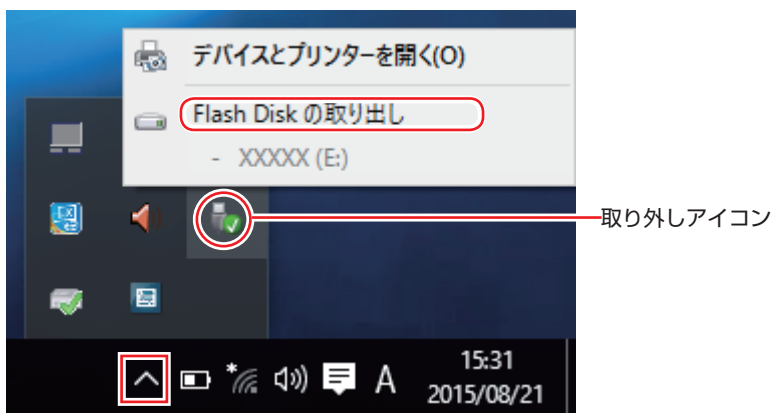 デバイスとプリンターを開く(O)
Flash Disk の取り出し
- XXXXX (E:)
取り外しアイコン
A
15:31
2015/08/21